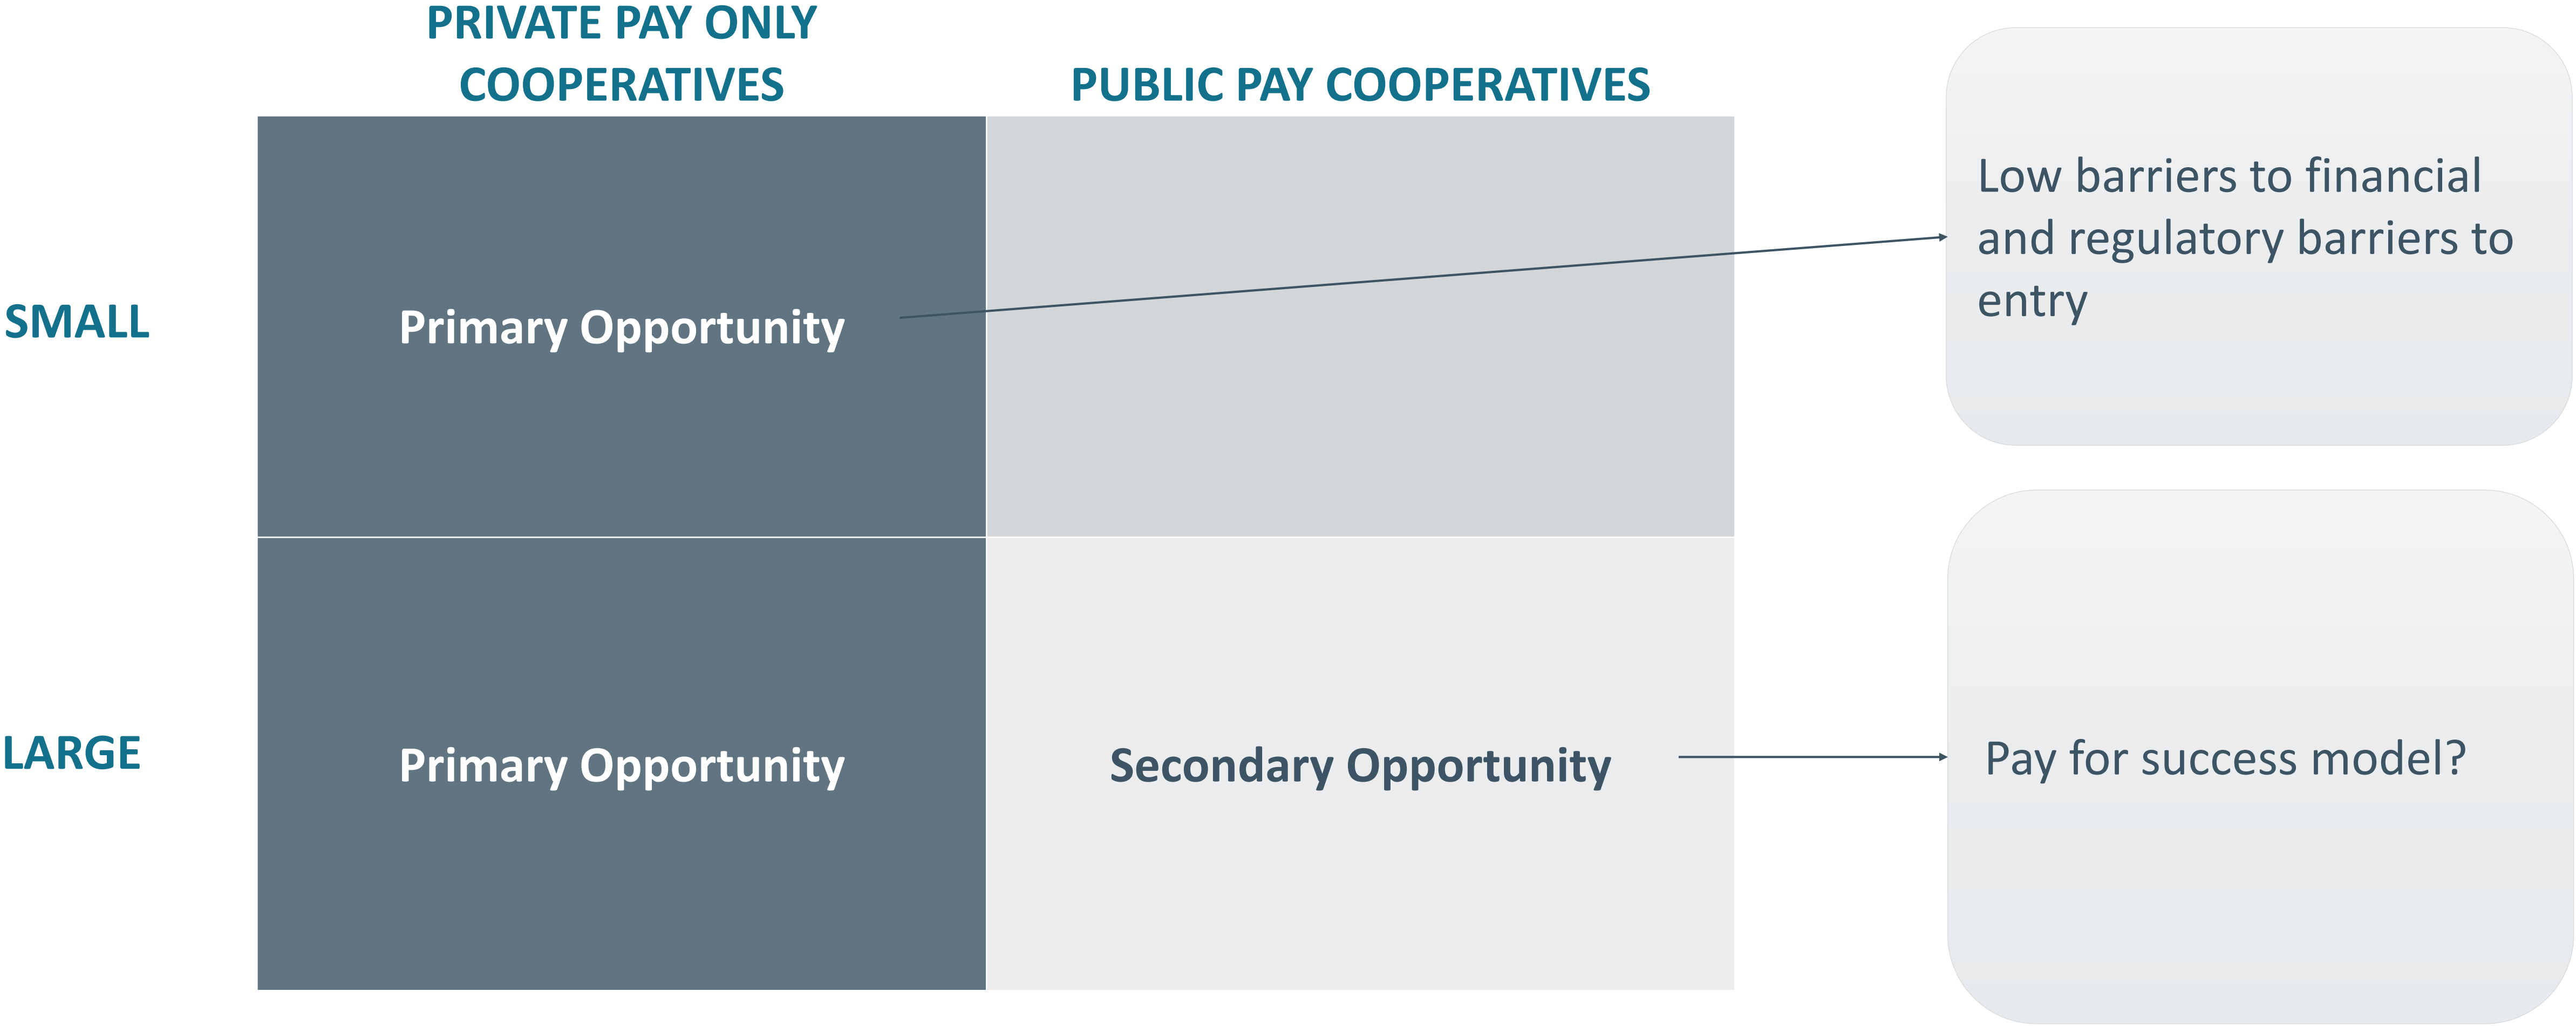 PRIVATE PAY ONLY
COOPERATIVES
PUBLIC PAY COOPERATIVES
SMALL
Primary Opportunity
Low barriers to financial
and regulatory barriers to
entry
LARGE
Primary Opportunity
Secondary Opportunity
Pay for success model?